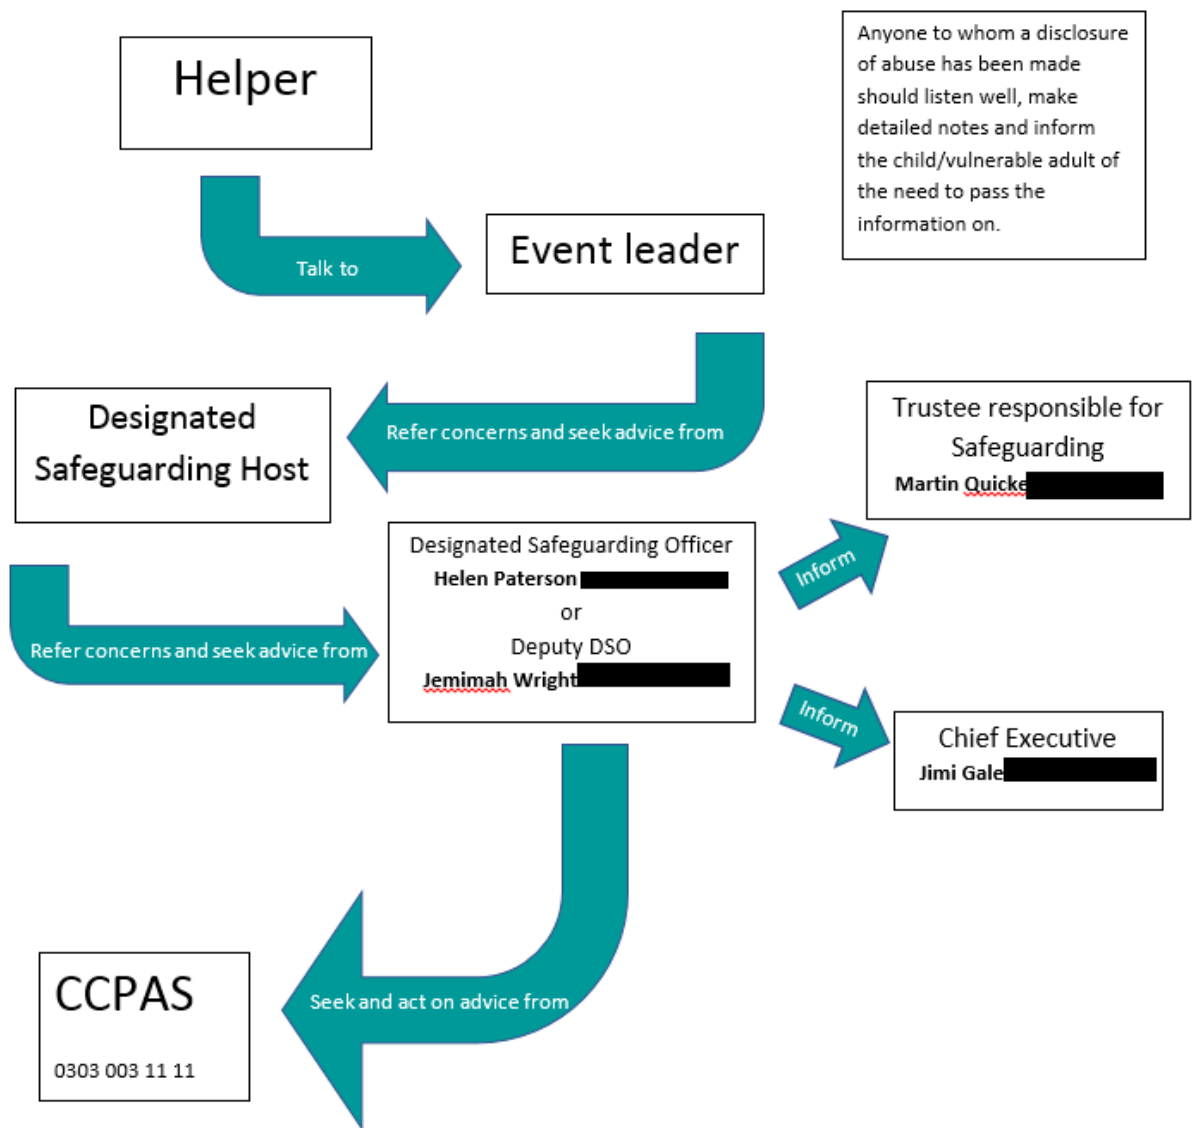 Helper
Anyone to whom a disclosure
of abuse has been made
should listen well, make
detailed notes and inform
the child/vulnerable adult of
the need to pass the
information on.
Talk to
Event leader
Refer concerns and seek advice from
Designated
Safeguarding Host
Trustee responsible for
Safeguarding
Martin Quicke
Designated Safeguarding Officer
Helen Paterson
or
Deputy DSO
Jemimah Wright
Refer concerns and seek advice from
Inform
Inform
Chief Executive
Jimi Gale
Seek and act on advice from
CCPAS
0303 003 11 11